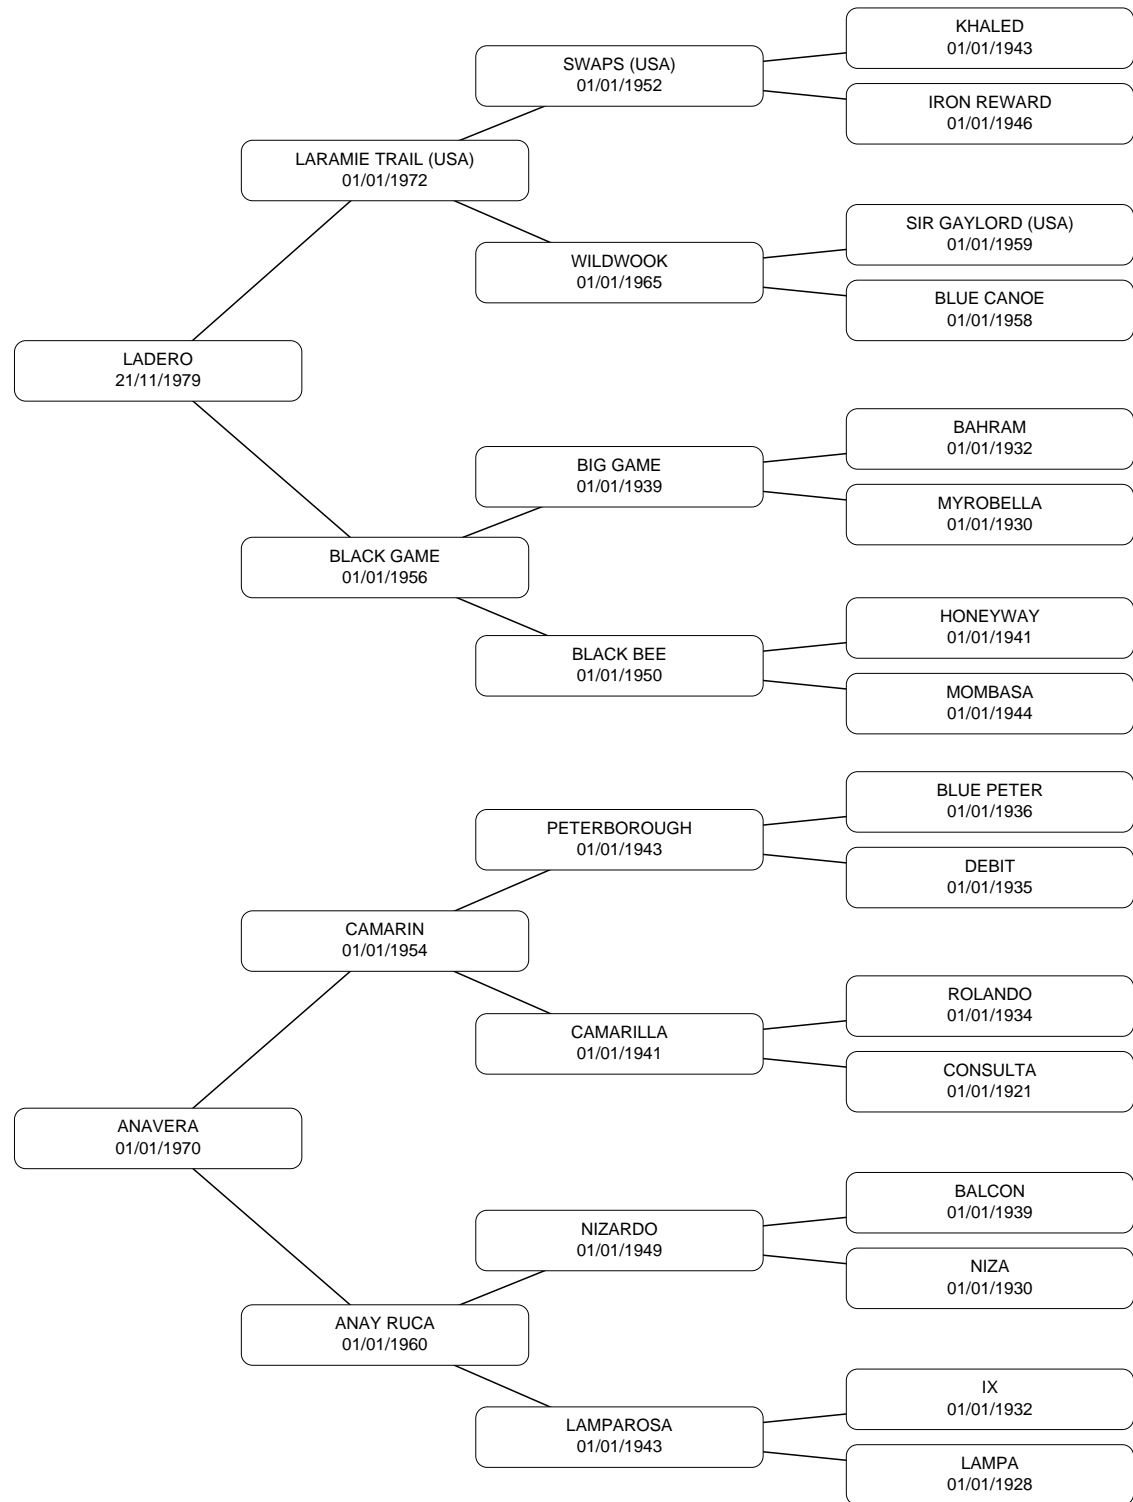 KHALED
01/01/1943
SWAPS (USA)
01/01/1952
IRON REWARD
01/01/1946
LARAMIE TRAIL (USA)
01/01/1972
SIR GAYLORD (USA)
01/01/1959
WILDWOOK
01/01/1965
BLUE CANOE
01/01/1958
LADERO
21/11/1979
BAHRAM
01/01/1932
BIG GAME
01/01/1939
MYROBELLA
01/01/1930
BLACK GAME
01/01/1956
HONEYWAY
01/01/1941
BLACK BEE
01/01/1950
MOMBASA
01/01/1944
BLUE PETER
01/01/1936
PETERBOROUGH
01/01/1943
DEBIT
01/01/1935
CAMARIN
01/01/1954
ROLANDO
01/01/1934
CAMARILLA
01/01/1941
CONSULTA
01/01/1921
ANAVERA
01/01/1970
BALCON
01/01/1939
NIZARDO
01/01/1949
NIZA
01/01/1930
ANAY RUCA
01/01/1960
IX
01/01/1932
LAMPAROSA
01/01/1943
LAMPA
01/01/1928